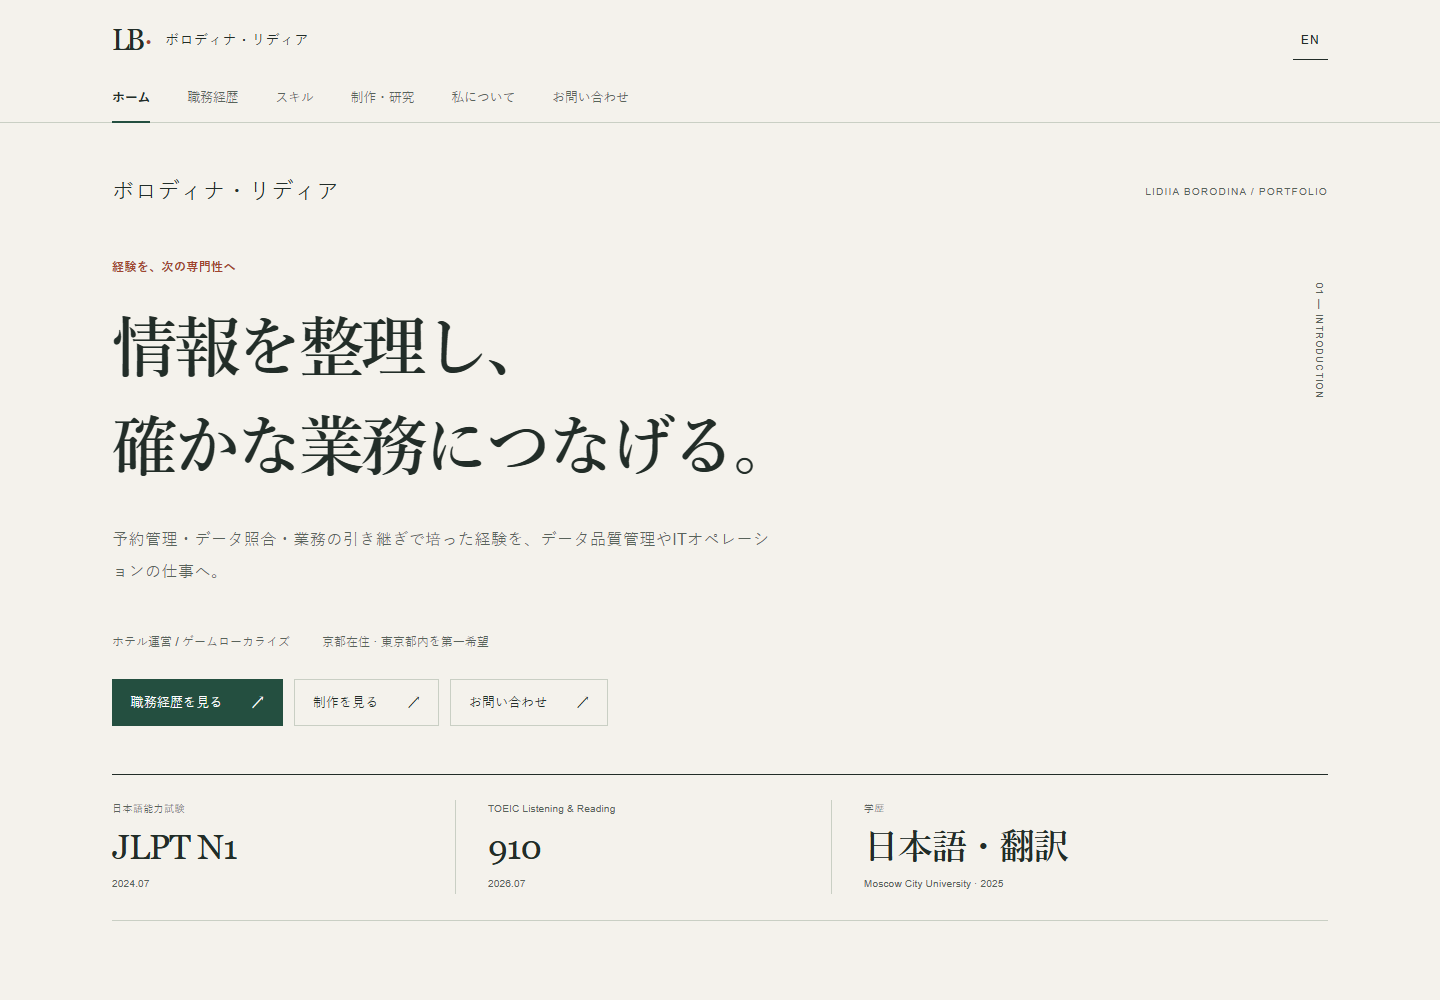 LB· ボロディナ・リディア
EN
ホーム 職務経歴 スキル 制作・研究 私について お問い合わせ
ボロディナ・リディア
LIDIIA BORODINA / PORTFOLIO
経験を、次の専門性へ
01 — INTRODUCTION
情報を整理し、
確かな業務につなげる。
予約管理・データ照合・業務の引き継ぎで培った経験を、データ品質管理やITオペレーシ
ョンの仕事へ。
ホテル運営 / ゲームローカライズ 京都在住 · 東京都内を第一希望
職務経歴を見る ↗ 制作を見る ↗ お問い合わせ ↗
日本語能力試験
JLPT N1
2024.07
TOEIC Listening & Reading
910
2026.07
学歴
日本語・翻訳
Moscow City University · 2025